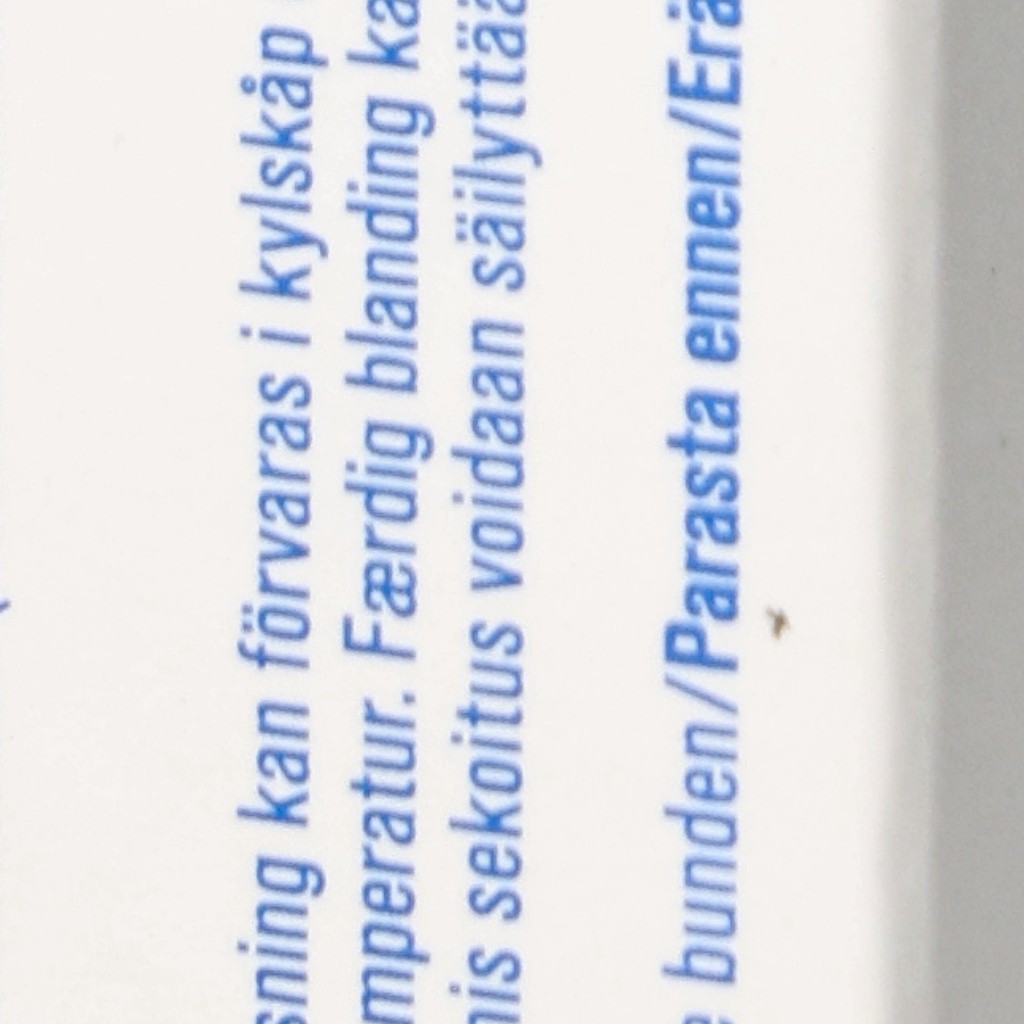 sning kan förvaras i kylskåp
mperatur. Færdig blanding ka
nis sekoitus voidaan säilyttää
bunden/Parasta ennen/Erä